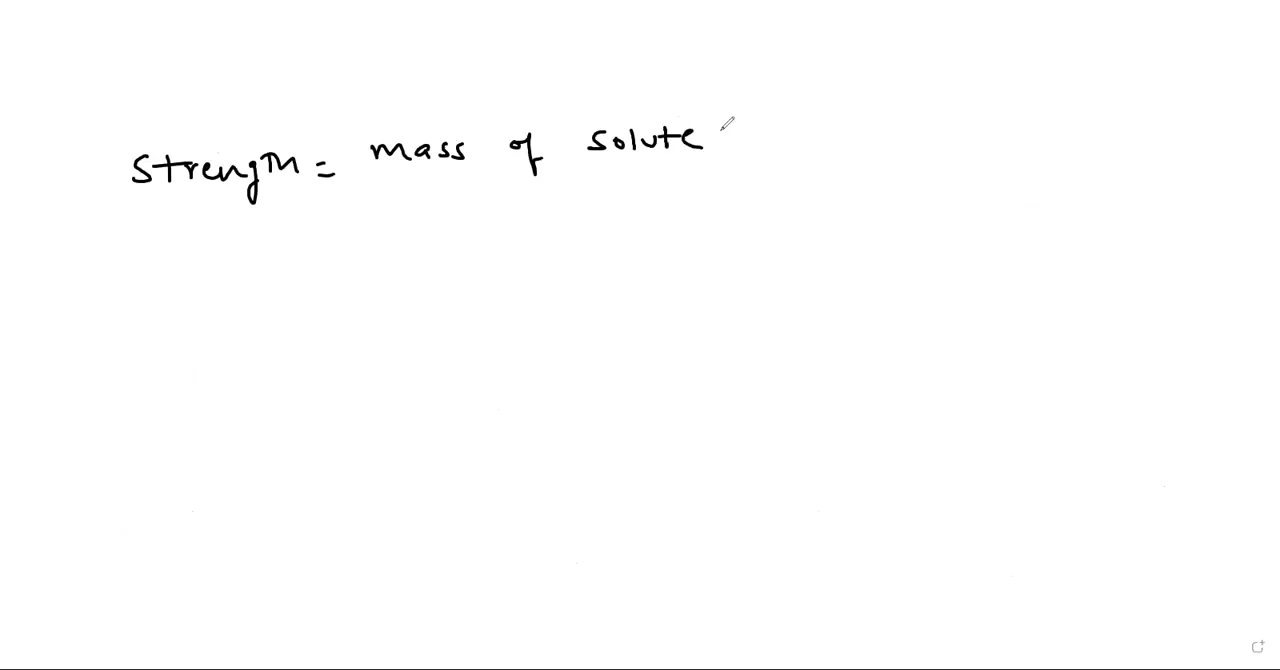 Strength = mass of solute